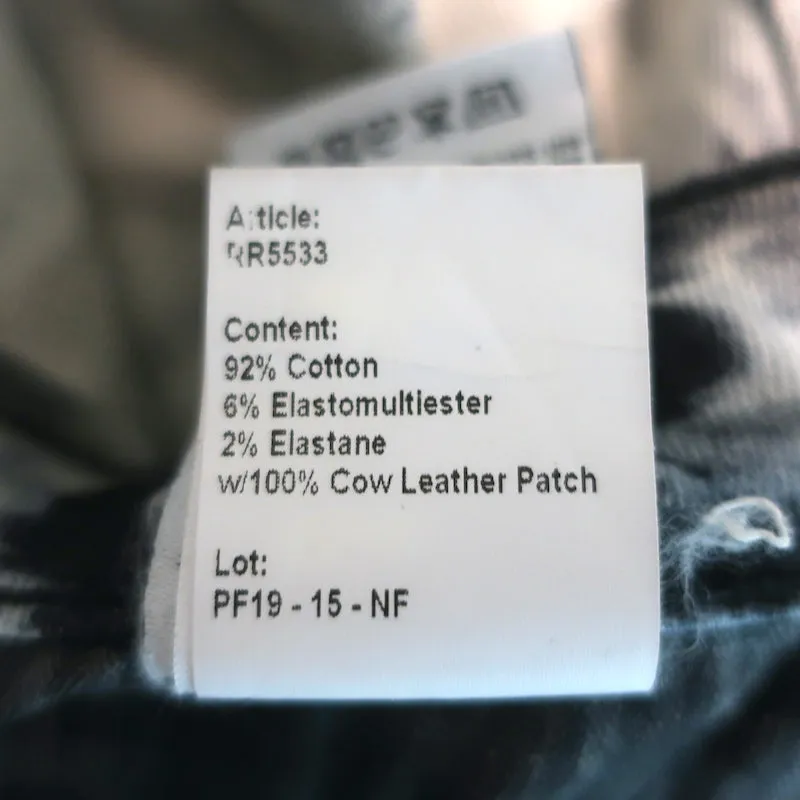 Article:
RR5533
Content:
92% Cotton
6% Elastomultiester
2% Elastane
w/100% Cow Leather Patch
Lot:
PF19 - 15 - NF